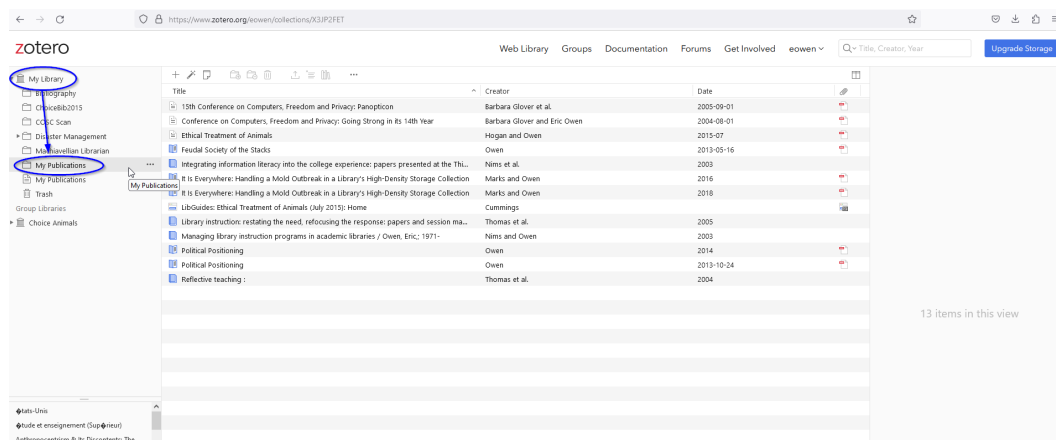 https://www.zotero.org/eowen/collections/X3JP2FET
zotero
Web Library Groups Documentation Forums Get Involved eowen Title, Creator, Year Upgrade Storage
My Library
Bibliography
ChoiceBib2015
COSC Scan
Disaster Management
Machiavellian Librarian
My Publications
My Publications
My Publications
Trash
Group Libraries
Choice Animals
Title Creator Date
15th Conference on Computers, Freedom and Privacy: Panopticon Barbara Glover et al. 2005-09-01
Conference on Computers, Freedom and Privacy: Going Strong in its 14th Year Barbara Glover and Eric Owen 2004-08-01
Ethical Treatment of Animals Hogan and Owen 2015-07
Feudal Society of the Stacks Owen 2013-05-16
Integrating information literacy into the college experience: papers presented at the Thi... Nims et al. 2003
It Is Everywhere: Handling a Mold Outbreak in a Library's High-Density Storage Collection Marks and Owen 2016
It Is Everywhere: Handling a Mold Outbreak in a Library's High-Density Storage Collection Marks and Owen 2018
LibGuides: Ethical Treatment of Animals (July 2015): Home Cummings
Library instruction: restating the need, refocusing the response: papers and session ma... Thomas et al. 2005
Managing library instruction programs in academic libraries / Owen, Eric,; 1971- Nims and Owen 2003
Political Positioning Owen 2014
Political Positioning Owen 2013-10-24
Reflective teaching : Thomas et al. 2004
13 items in this view
�tats-Unis
�tude et enseignement (Sup�rieur)
Anthropocentrism & Its Discontents: The